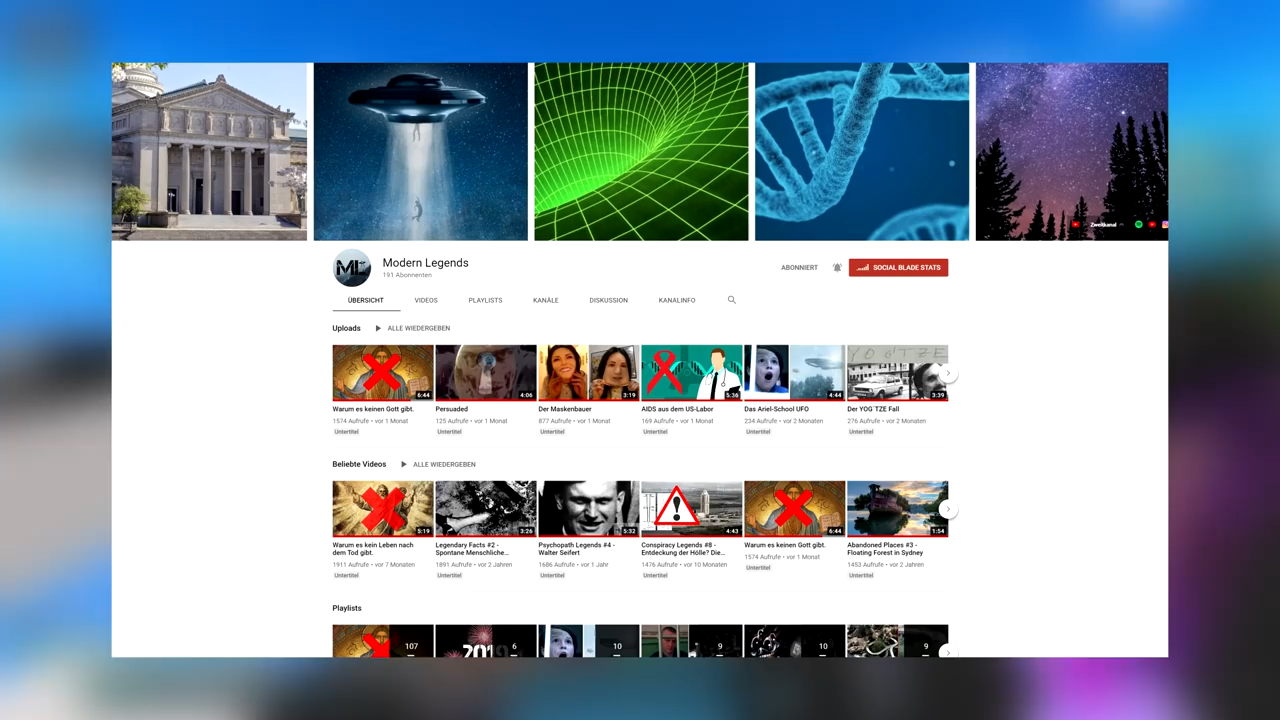 Zweitkanal
ML
Modern Legends
191 Abonnenten
ABONNIERT
SOCIAL BLADE STATS
ÜBERSICHT
VIDEOS
PLAYLISTS
KANÄLE
DISKUSSION
KANALINFO
Uploads
ALLE WIEDERGEBEN
6:44
4:06
3:19
5:36
4:44
YOG'TZE
3:39
Warum es keinen Gott gibt.
Persuaded
Der Maskenbauer
AIDS aus dem US-Labor
Das Ariel-School UFO
Der YOG´TZE Fall
1574 Aufrufe • vor 1 Monat
125 Aufrufe • vor 1 Monat
877 Aufrufe • vor 1 Monat
169 Aufrufe • vor 1 Monat
234 Aufrufe • vor 2 Monaten
276 Aufrufe • vor 2 Monaten
Untertitel
Untertitel
Untertitel
Untertitel
Untertitel
Untertitel
Beliebte Videos
ALLE WIEDERGEBEN
5:19
3:26
5:32
4:43
6:44
1:54
Warum es kein Leben nach
dem Tod gibt.
1911 Aufrufe • vor 7 Monaten
Untertitel
Legendary Facts #2 -
Spontane Menschliche...
1891 Aufrufe • vor 2 Jahren
Untertitel
Psychopath Legends #4 -
Walter Seifert
1686 Aufrufe • vor 1 Jahr
Untertitel
Conspiracy Legends #8 -
Entdeckung der Hölle? Die...
1476 Aufrufe • vor 10 Monaten
Untertitel
Warum es keinen Gott gibt.
1574 Aufrufe • vor 1 Monat
Untertitel
Abandoned Places #3 -
Floating Forest in Sydney
1453 Aufrufe • vor 2 Jahren
Untertitel
Playlists
107
2019
6
10
9
10
9